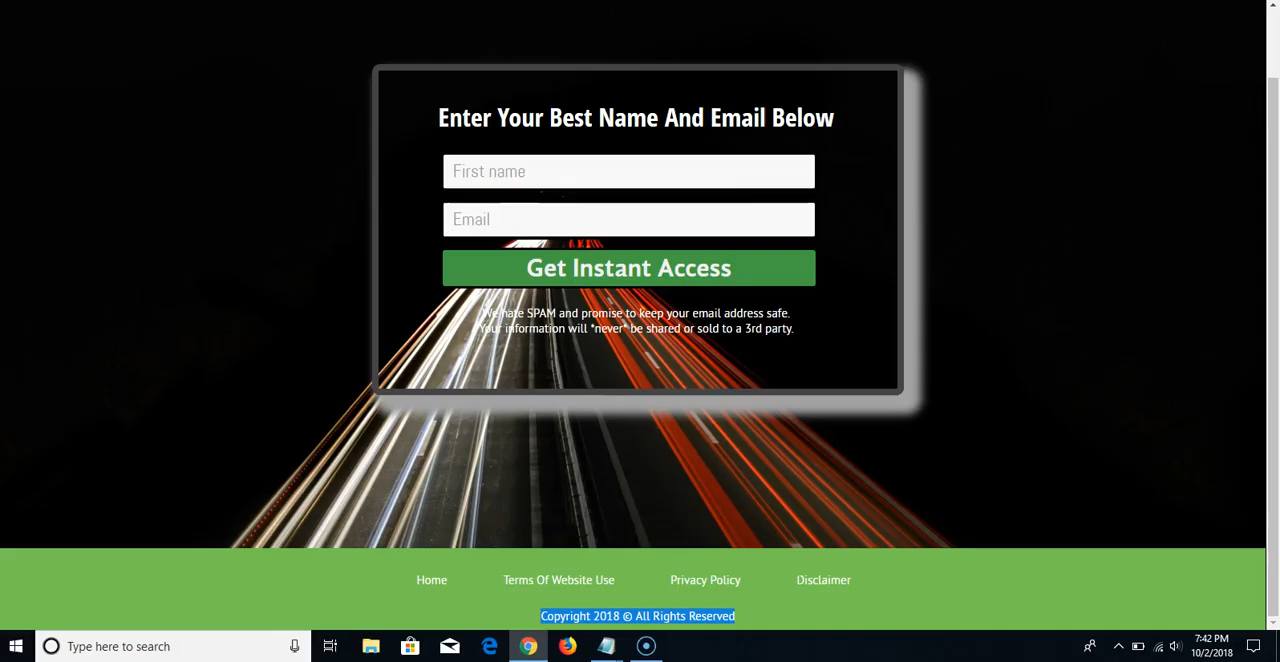 Enter Your Best Name And Email Below
First name
Email
Get Instant Access
We hate SPAM and promise to keep your email address safe.
Your information will *never* be shared or sold to a 3rd party.
Home Terms Of Website Use Privacy Policy Disclaimer
Copyright 2018 © All Rights Reserved
Type here to search
7:42 PM
10/2/2018